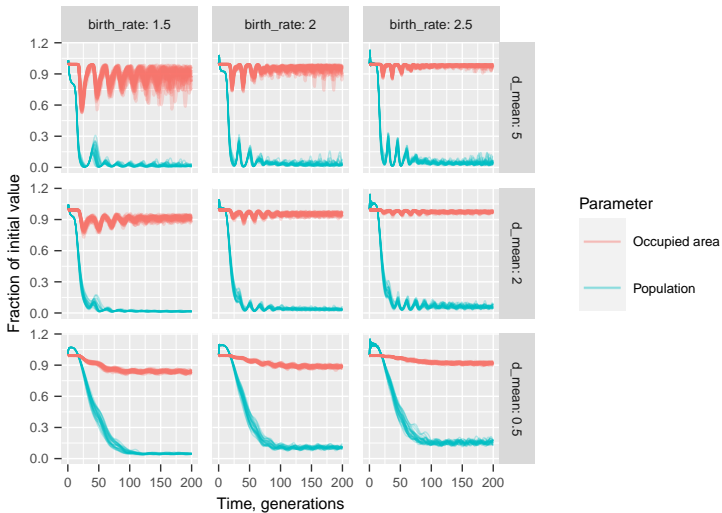 birth_rate: 1.5 birth_rate: 2 birth_rate: 2.5
1.2
0.9
0.6
0.3
0.0
d_mean: 5
1.2
0.9
0.6
0.3
0.0
d_mean: 2
1.2
0.9
0.6
0.3
0.0
d_mean: 0.5
0 50 100 150 200 0 50 100 150 200 0 50 100 150 200
Time, generations
Fraction of initial value
Parameter
Occupied area
Population